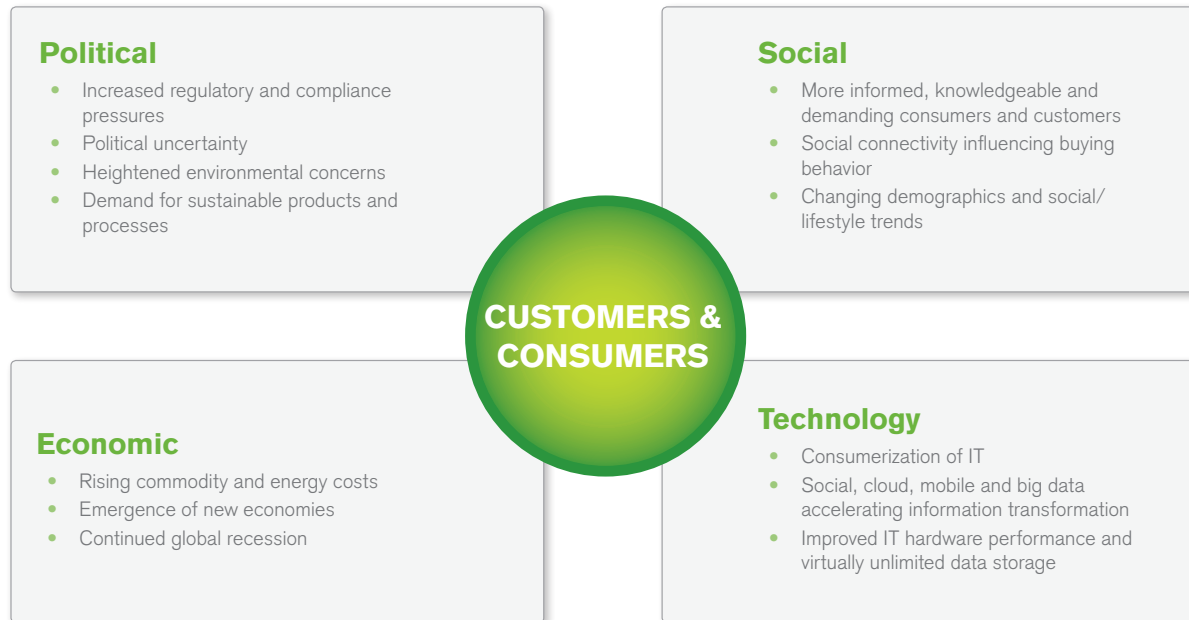 Political
• Increased regulatory and compliance
pressures
• Political uncertainty
• Heightened environmental concerns
• Demand for sustainable products and
processes
Social
• More informed, knowledgeable and
demanding consumers and customers
• Social connectivity influencing buying
behavior
• Changing demographics and social/
lifestyle trends
CUSTOMERS &
CONSUMERS
Economic
• Rising commodity and energy costs
• Emergence of new economies
• Continued global recession
Technology
• Consumerization of IT
• Social, cloud, mobile and big data
accelerating information transformation
• Improved IT hardware performance and
virtually unlimited data storage